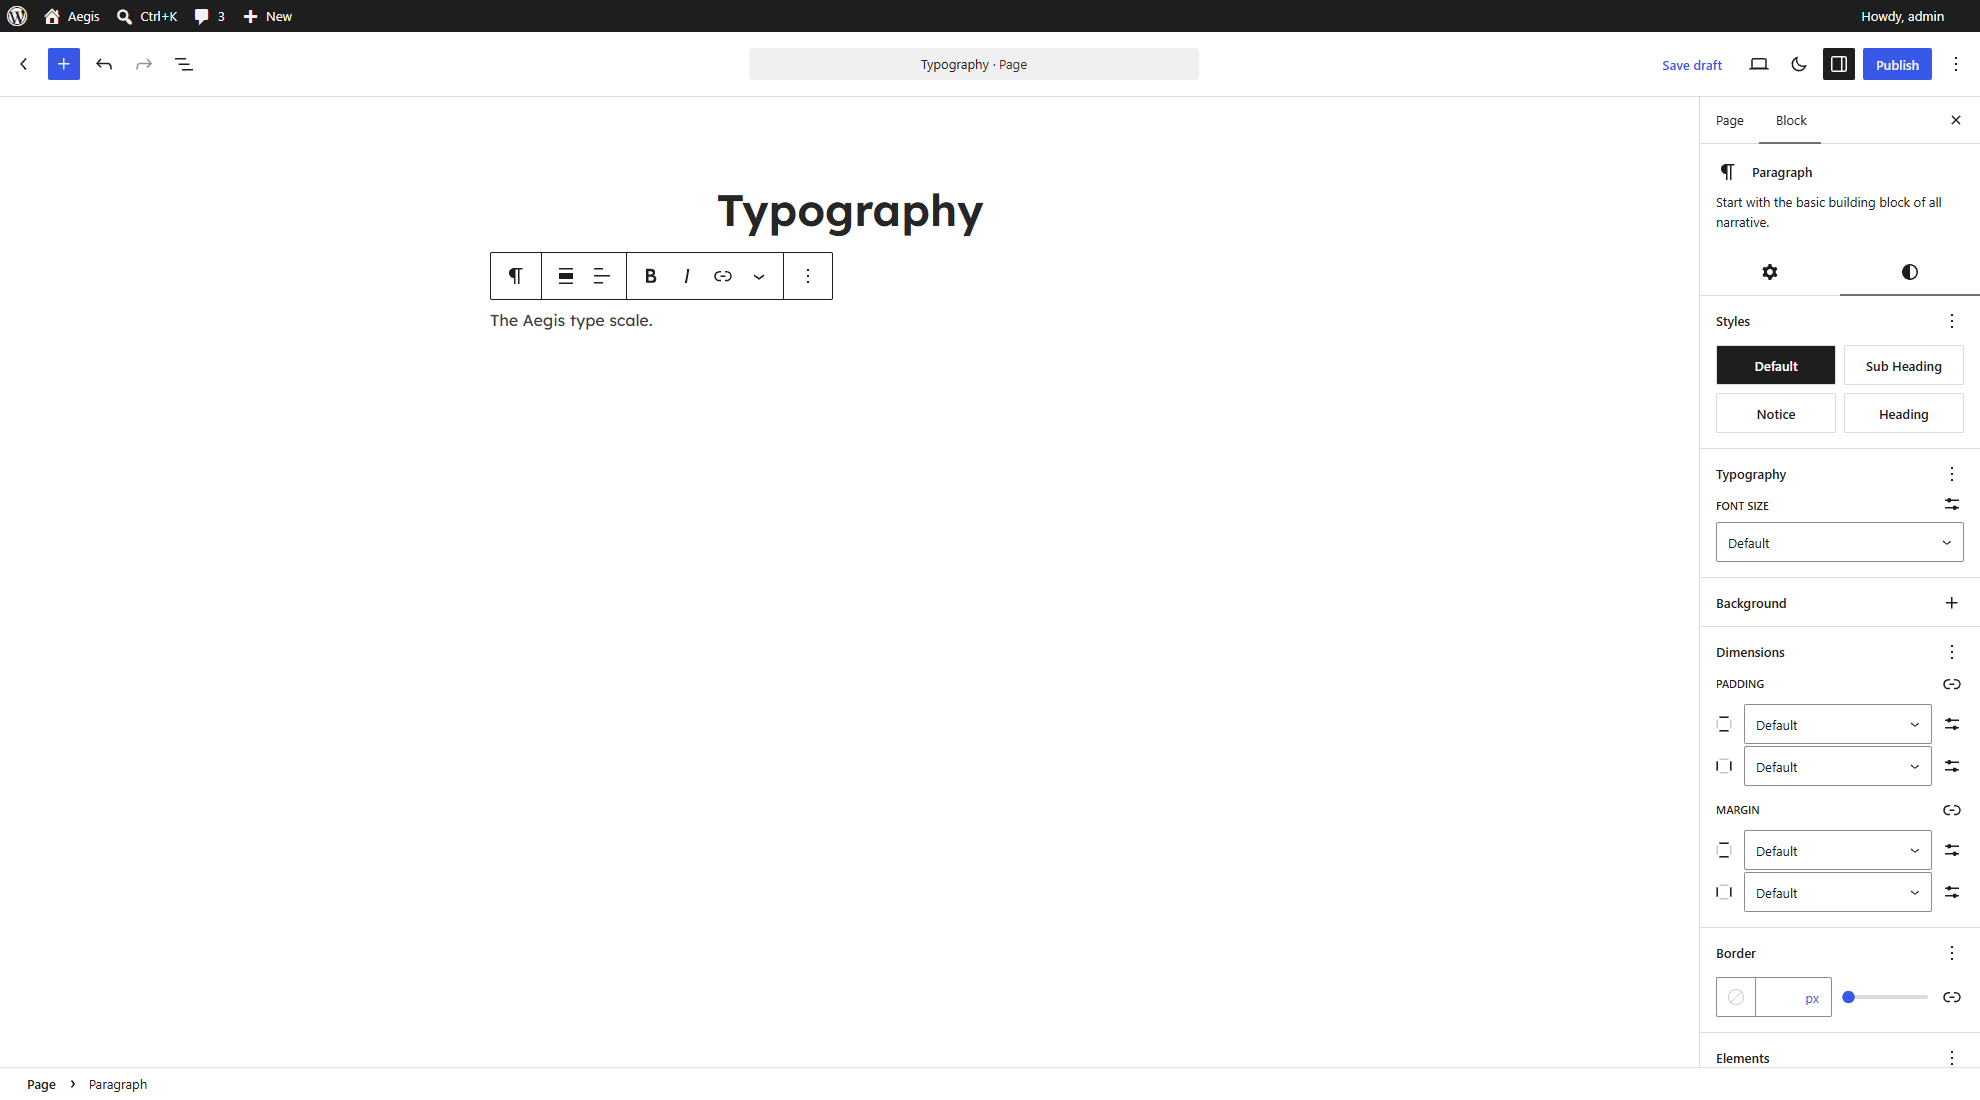 Aegis Ctrl+K 3 New Howdy, admin
Typography · Page Save draft Publish
Page Block
Typography
Paragraph
Start with the basic building block of all
narrative.
B I
The Aegis type scale.
Styles
Default Sub Heading
Notice Heading
Typography
FONT SIZE
Default
Background
Dimensions
PADDING
Default
Default
MARGIN
Default
Default
Border
px
Elements
Page Paragraph